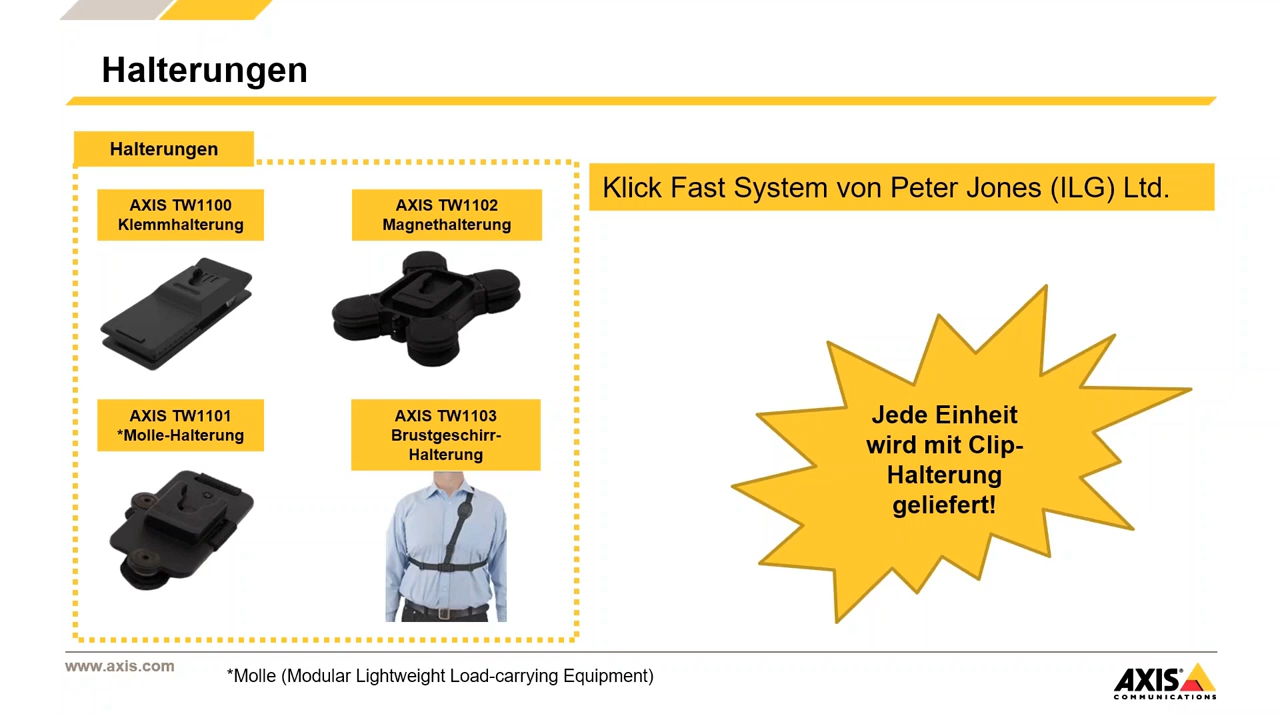 Halterungen
Halterungen
AXIS TW1100
Klemmhalterung
AXIS TW1102
Magnethalterung
AXIS TW1101
*Molle-Halterung
AXIS TW1103
Brustgeschirr-
Halterung
Klick Fast System von Peter Jones (ILG) Ltd.
Jede Einheit
wird mit Clip-
Halterung
geliefert!
www.axis.com
*Molle (Modular Lightweight Load-carrying Equipment)
AXIS
COMMUNICATIONS